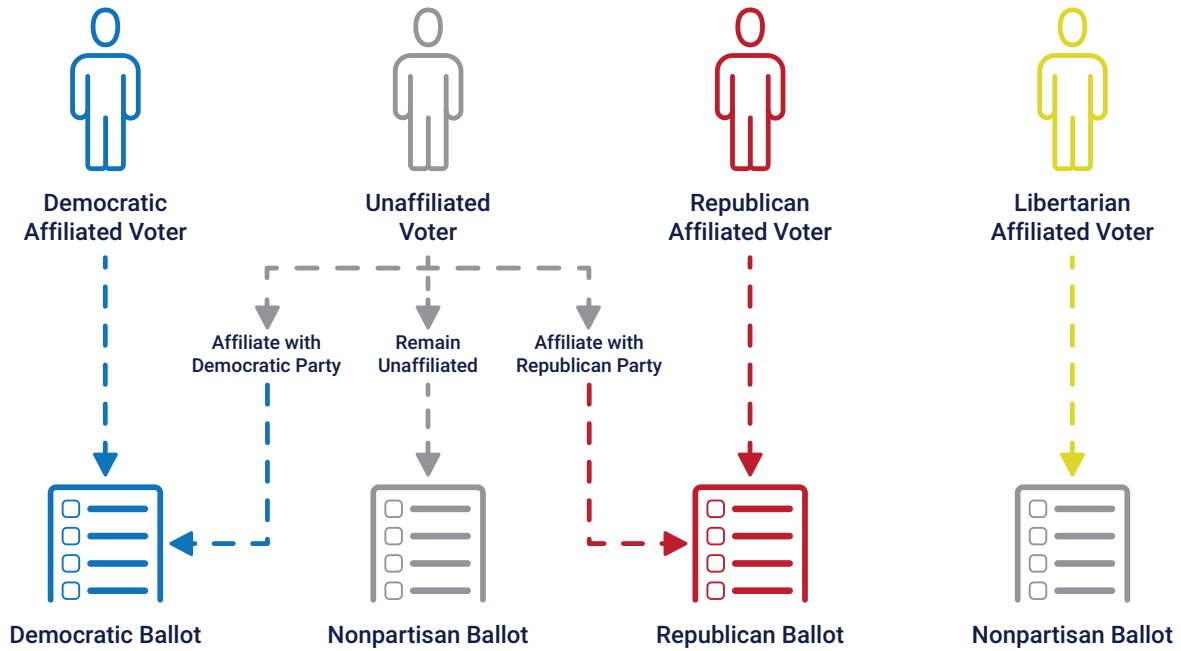 Democratic
Affiliated Voter
Unaffiliated
Voter
Republican
Affiliated Voter
Libertarian
Affiliated Voter
Affiliate with
Democratic Party
Remain
Unaffiliated
Affiliate with
Republican Party
Democratic Ballot
Nonpartisan Ballot
Republican Ballot
Nonpartisan Ballot